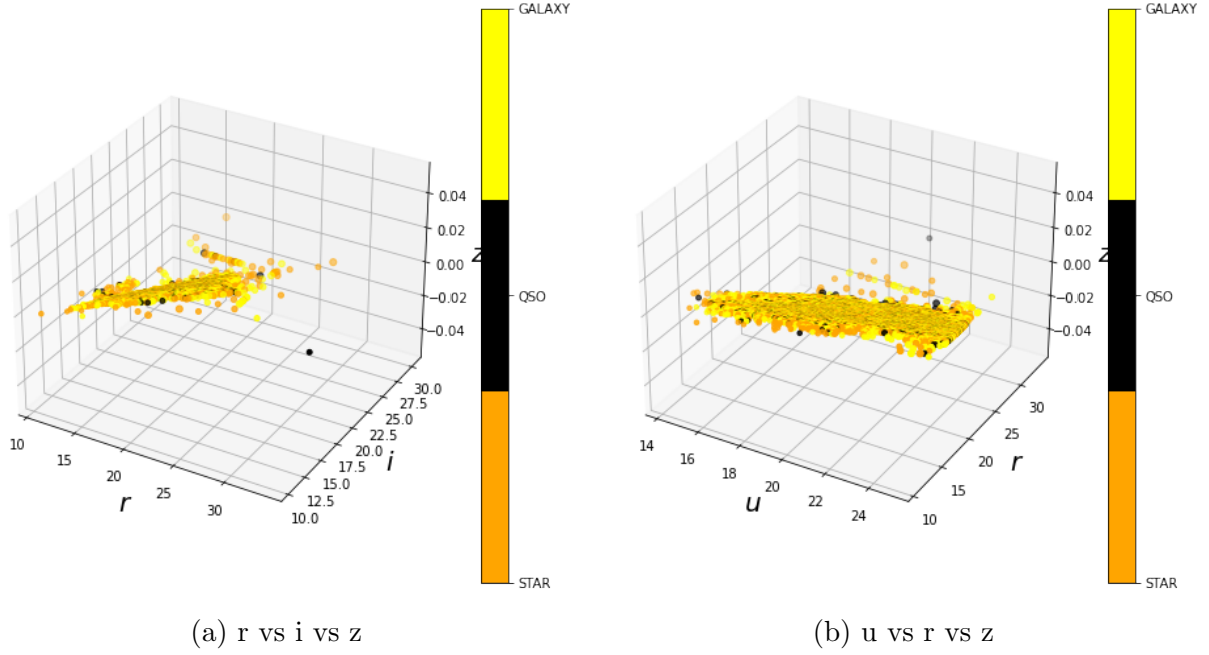 GALAXY
QSO
STAR
0.04
0.02
0.00
−0.02
−0.04
z
30.0
27.5
25.0
22.5
20.0
17.5
15.0
12.5
10.0
i
10
15
20
25
30
r
(a) r vs i vs z
GALAXY
QSO
STAR
0.04
0.02
0.00
−0.02
−0.04
z
30
25
20
15
10
r
14
16
18
20
22
24
u
(b) u vs r vs z